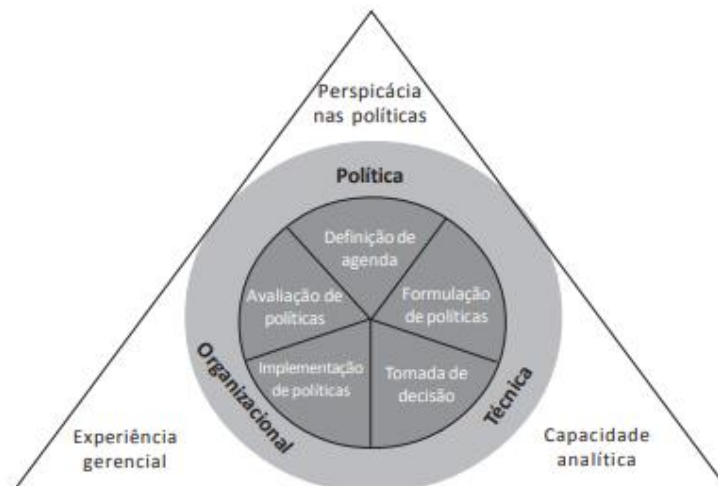 Perspicácia
nas políticas
Política
Definição de
agenda
Avaliação de
políticas
Formulação
de políticas
Implementação
de políticas
Tomada de
decisão
Organizacional
Técnica
Experiência
gerencial
Capacidade
analítica